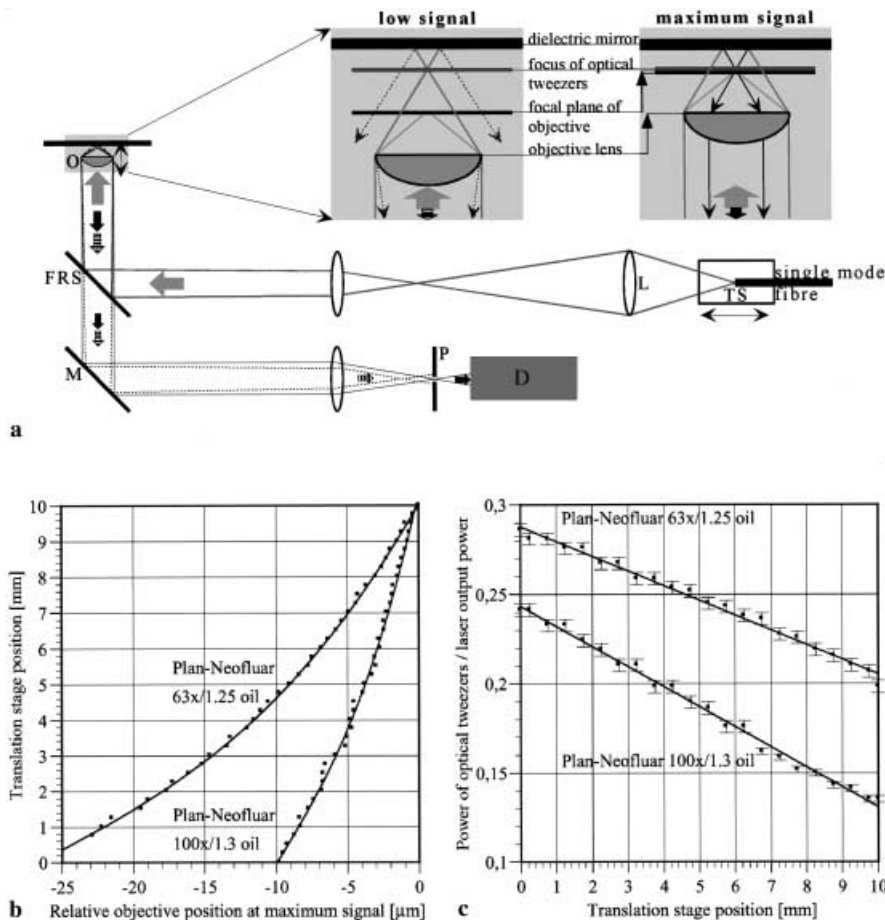 low signal
maximum signal
dielectric mirror
focus of optical
tweezers
focal plane of
objective
objective lens
O
FRS
L
TS
single mode
fibre
M
P
D
a
10
9
8
7
6
5
4
3
2
1
0
Translation stage position [mm]
Plan-Neofluar
63x/1.25 oil
Plan-Neofluar
100x/1.3 oil
-25 -20 -15 -10 -5 0
b Relative objective position at maximum signal [µm]
0,3
0,25
0,2
0,15
0,1
Power of optical tweezers / laser output power
Plan-Neofluar 63x/1.25 oil
Plan-Neofluar 100x/1.3 oil
0 1 2 3 4 5 6 7 8 9 10
c Translation stage position [mm]